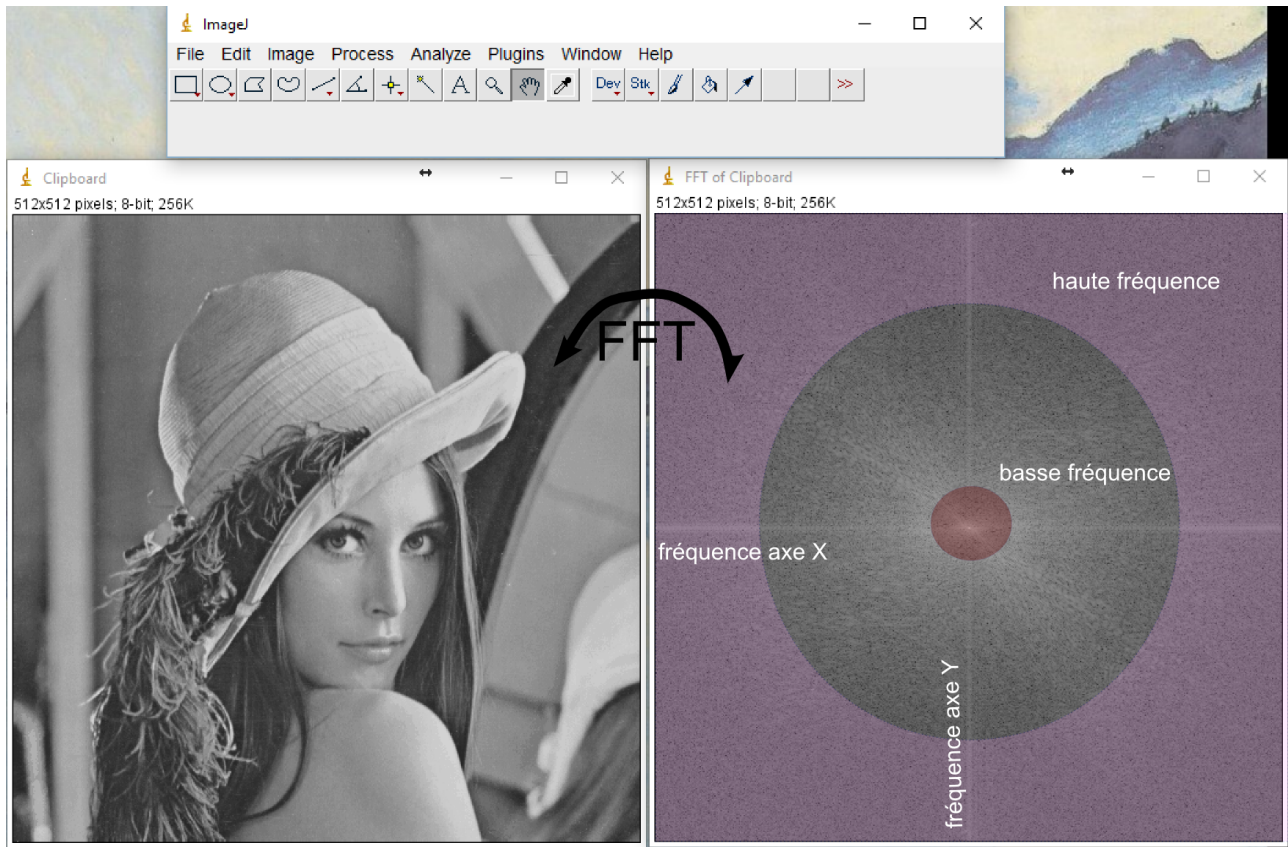 ImageJ
File Edit Image Process Analyze Plugins Window Help
Dev Stk >>
Clipboard
512x512 pixels; 8-bit; 256K
FFT of Clipboard
512x512 pixels; 8-bit; 256K
haute fréquence
FFT
basse fréquence
fréquence axe X
fréquence axe Y